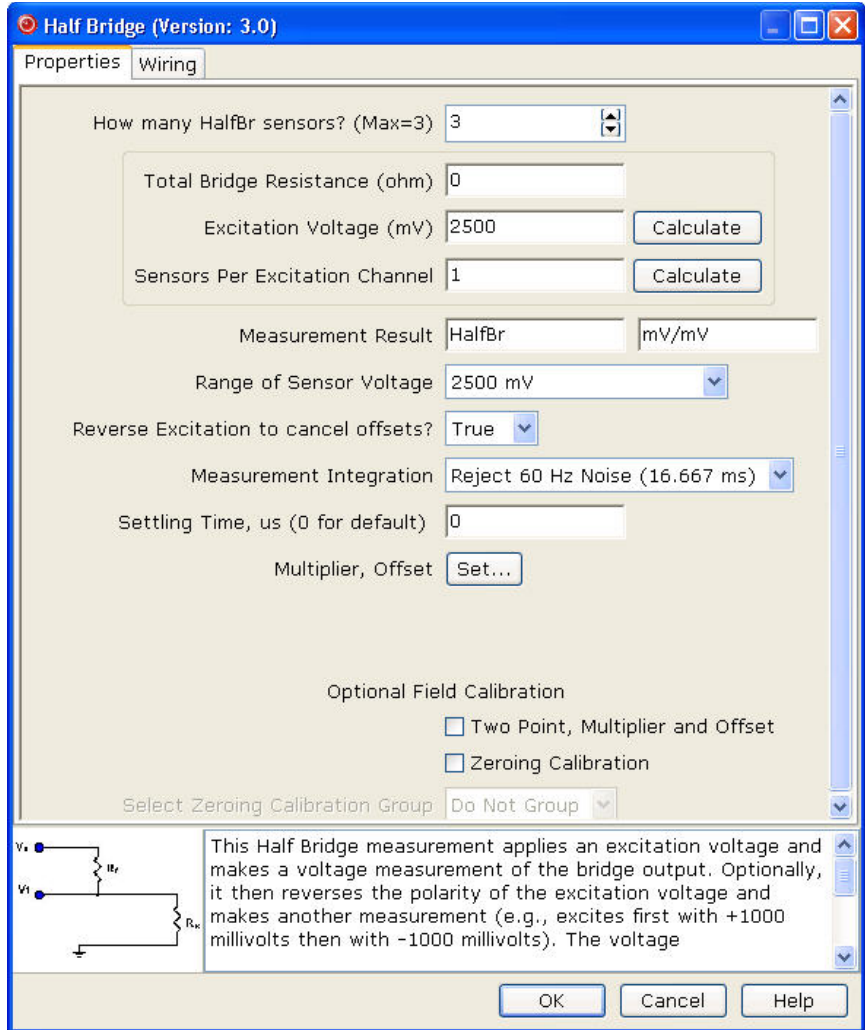 Half Bridge (Version: 3.0)
Properties Wiring
How many HalfBr sensors? (Max=3) 3
Total Bridge Resistance (ohm) 0
Excitation Voltage (mV) 2500 Calculate
Sensors Per Excitation Channel 1 Calculate
Measurement Result HalfBr mV/mV
Range of Sensor Voltage 2500 mV
Reverse Excitation to cancel offsets? True
Measurement Integration Reject 60 Hz Noise (16.667 ms)
Settling Time, us (0 for default) 0
Multiplier, Offset Set...
Optional Field Calibration
Two Point, Multiplier and Offset
Zeroing Calibration
Select Zeroing Calibration Group Do Not Group
This Half Bridge measurement applies an excitation voltage and
makes a voltage measurement of the bridge output. Optionally,
it then reverses the polarity of the excitation voltage and
makes another measurement (e.g., excites first with +1000
millivolts then with -1000 millivolts). The voltage
V1
OK Cancel Help